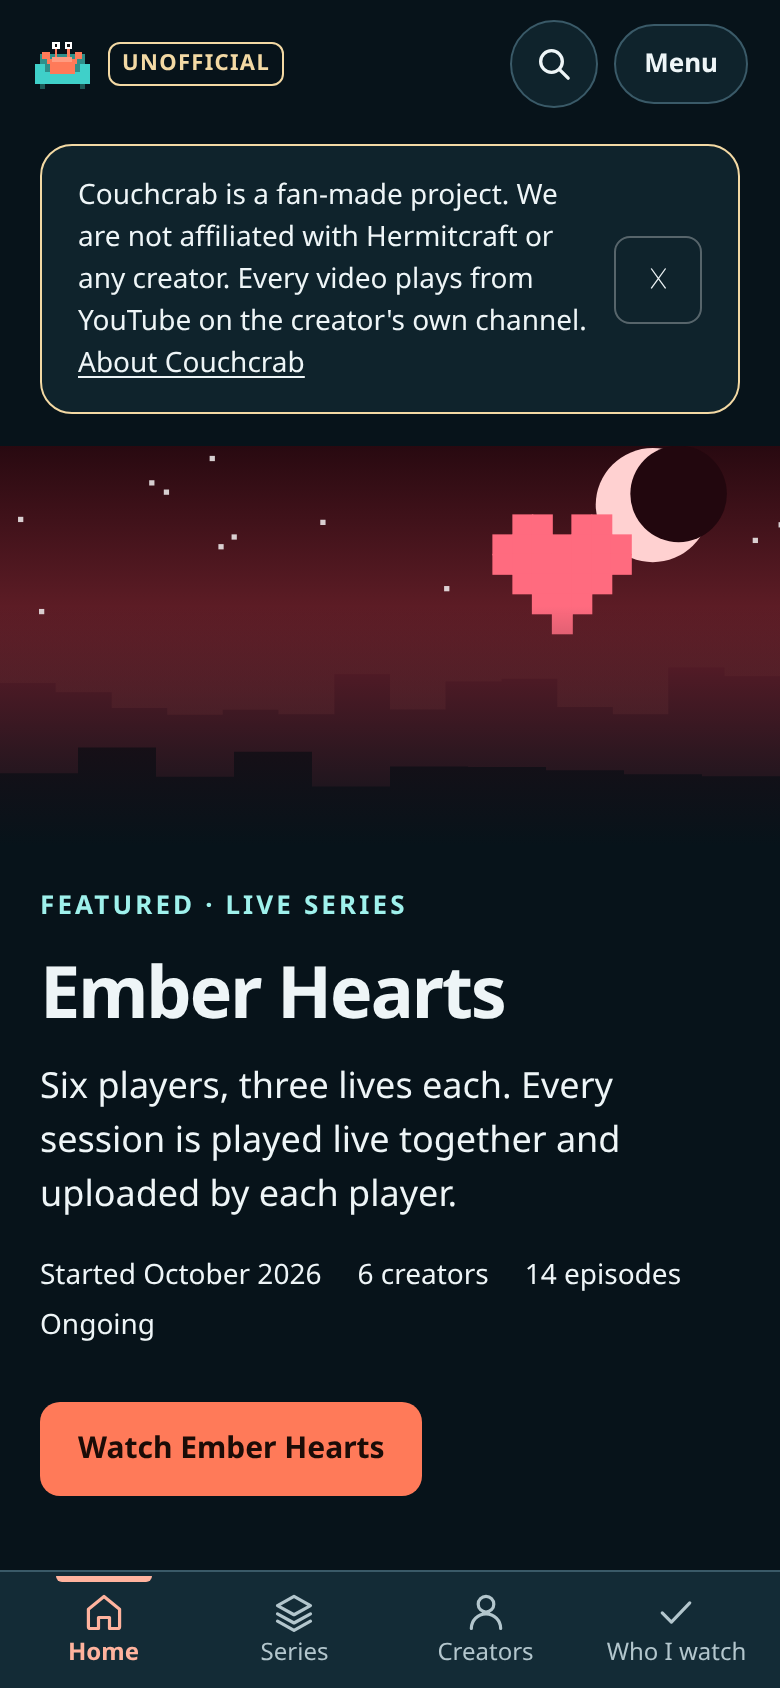 UNOFFICIAL
Menu
Couchcrab is a fan-made project. We
are not affiliated with Hermitcraft or
any creator. Every video plays from
YouTube on the creator's own channel.
About Couchcrab
X
FEATURED · LIVE SERIES
Ember Hearts
Six players, three lives each. Every
session is played live together and
uploaded by each player.
Started October 2026 6 creators 14 episodes
Ongoing
Watch Ember Hearts
Home Series Creators Who I watch